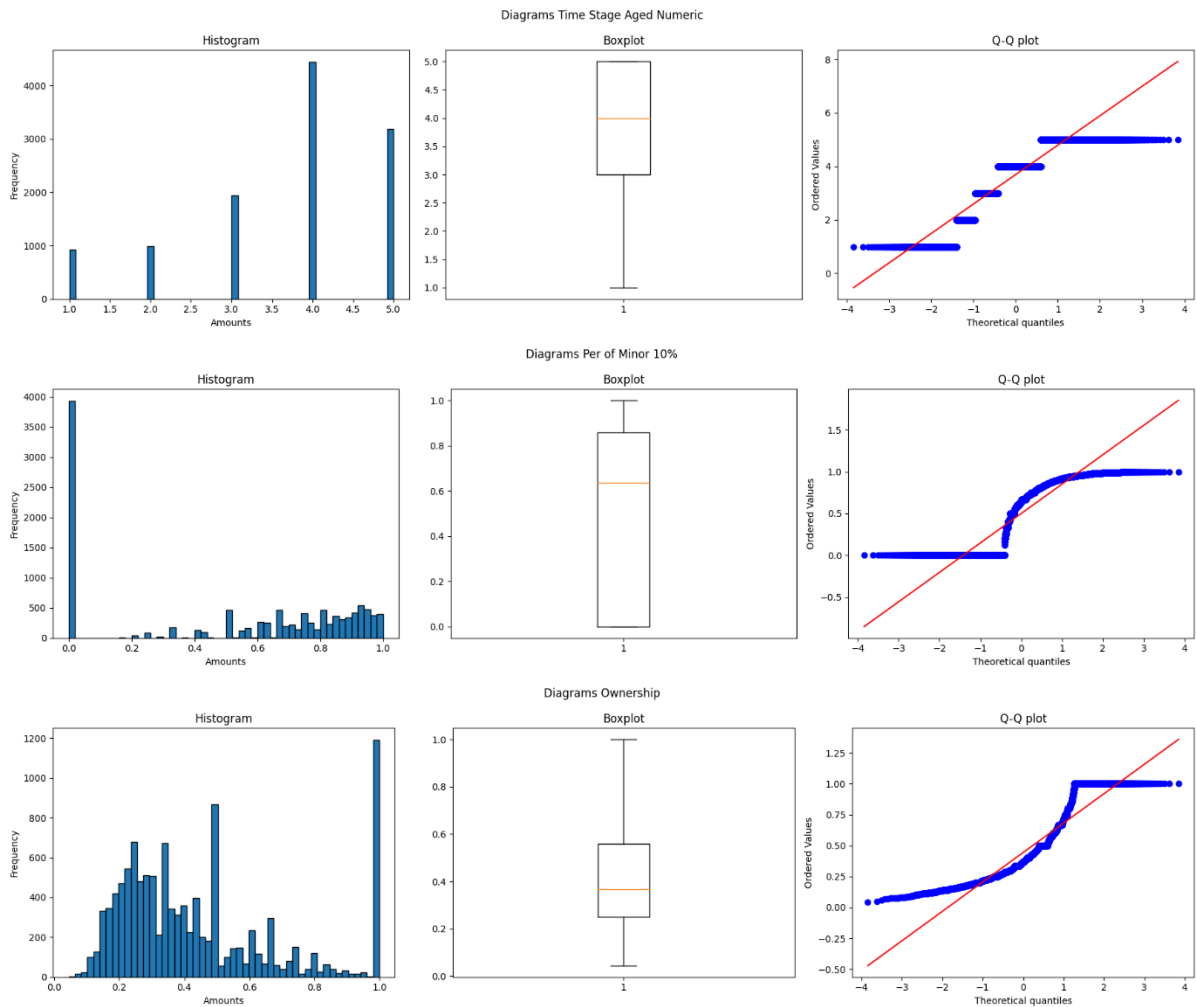 Diagrams Time Stage Aged Numeric
Histogram
Boxplot
Q-Q plot
Frequency
4000
3000
2000
1000
0
1.0 1.5 2.0 2.5 3.0 3.5 4.0 4.5 5.0
Amounts
5.0
4.5
4.0
3.5
3.0
2.5
2.0
1.5
1.0
1
Ordered Values
8
6
4
2
0
−4 −3 −2 −1 0 1 2 3 4
Theoretical quantiles
Diagrams Per of Minor 10%
Histogram
Boxplot
Q-Q plot
Frequency
4000
3500
3000
2500
2000
1500
1000
500
0
0.0 0.2 0.4 0.6 0.8 1.0
Amounts
1.0
0.8
0.6
0.4
0.2
0.0
1
Ordered Values
1.5
1.0
0.5
0.0
−0.5
−4 −3 −2 −1 0 1 2 3 4
Theoretical quantiles
Diagrams Ownership
Histogram
Boxplot
Q-Q plot
Frequency
1200
1000
800
600
400
200
0
0.0 0.2 0.4 0.6 0.8 1.0
Amounts
1.0
0.8
0.6
0.4
0.2
0.0
1
Ordered Values
1.25
1.00
0.75
0.50
0.25
0.00
−0.25
−0.50
−4 −3 −2 −1 0 1 2 3 4
Theoretical quantiles